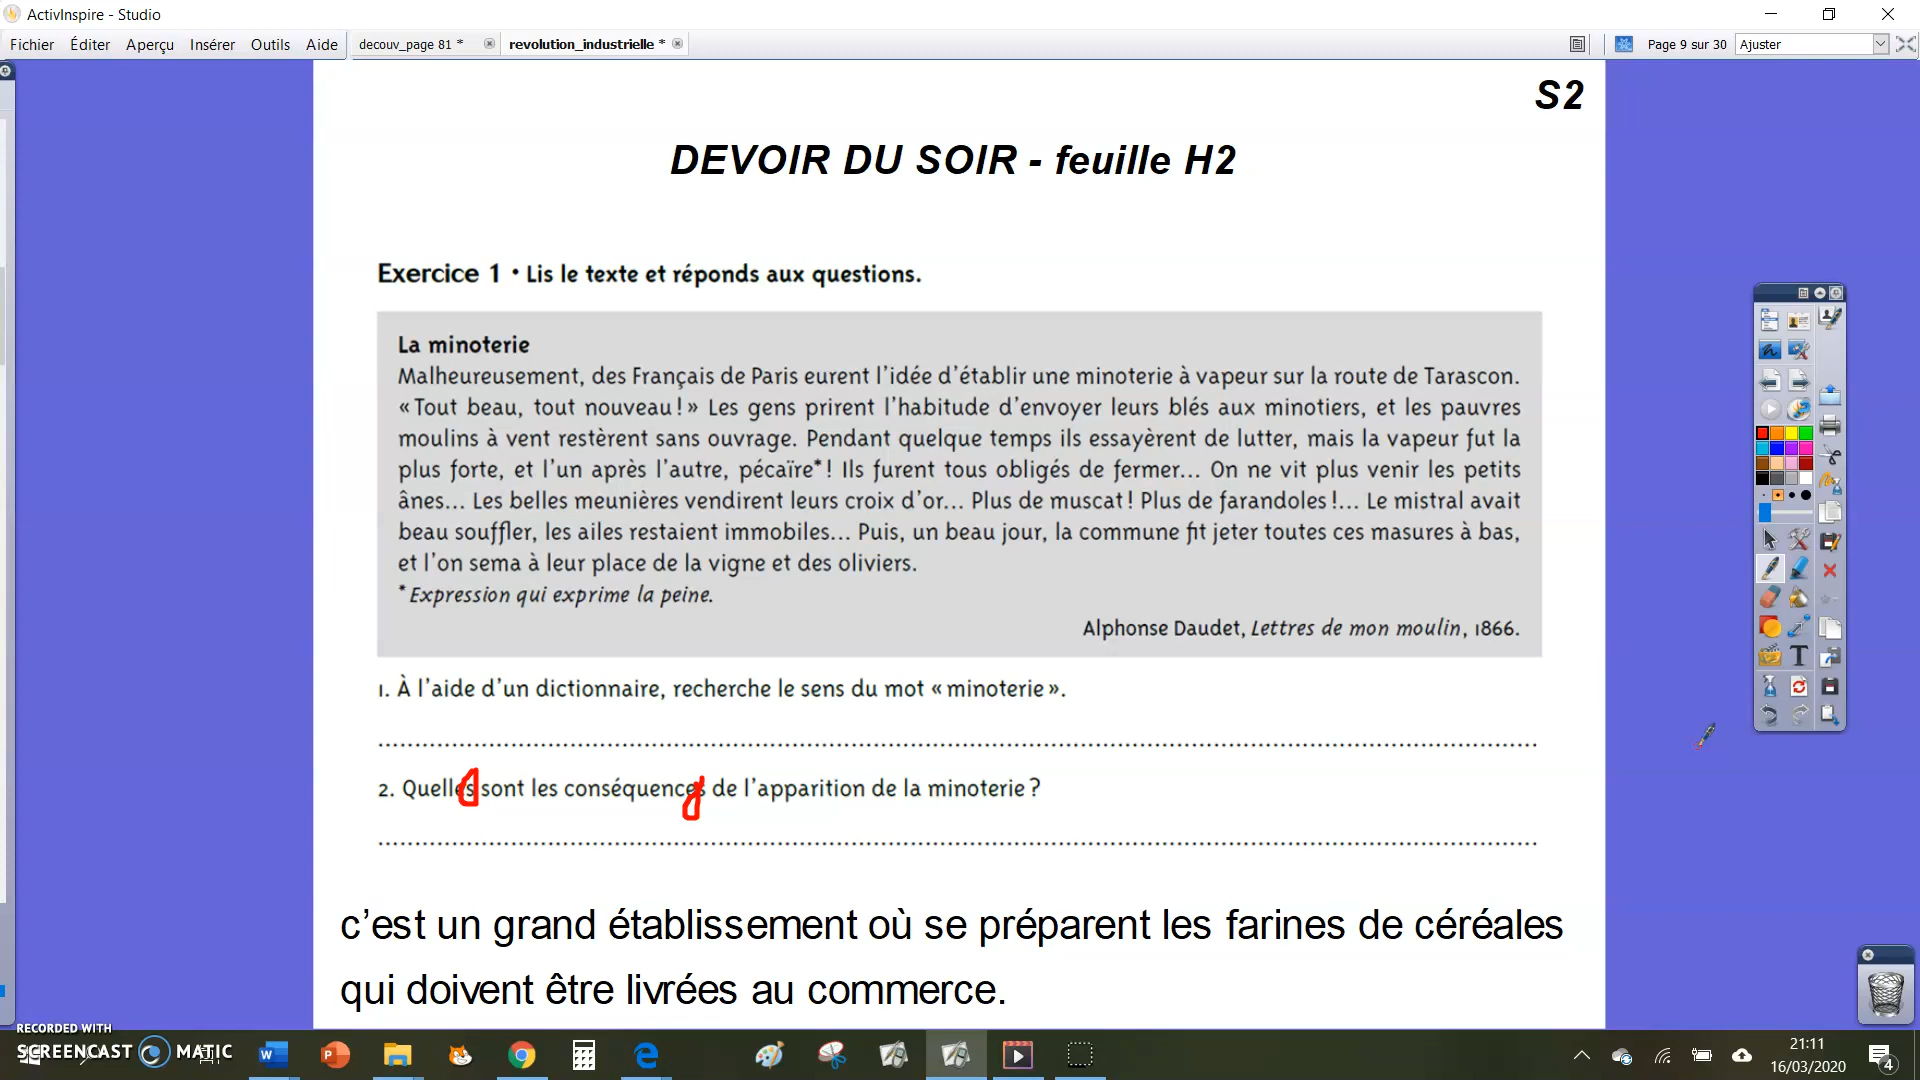 ActivInspire - Studio
Fichier Éditer Aperçu Insérer Outils Aide decouv_page 81 * revolution_industrielle * Page 9 sur 30 Ajuster
S2
DEVOIR DU SOIR - feuille H2
Exercice 1 • Lis le texte et réponds aux questions.
La minoterie
Malheureusement, des Français de Paris eurent l’idée d’établir une minoterie à vapeur sur la route de Tarascon.
« Tout beau, tout nouveau ! » Les gens prirent l’habitude d’envoyer leurs blés aux minotiers, et les pauvres
moulins à vent restèrent sans ouvrage. Pendant quelque temps ils essayèrent de lutter, mais la vapeur fut la
plus forte, et l’un après l’autre, pécaïre* ! Ils furent tous obligés de fermer… On ne vit plus venir les petits
ânes… Les belles meunières vendirent leurs croix d’or… Plus de muscat ! Plus de farandoles !… Le mistral avait
beau souffler, les ailes restaient immobiles… Puis, un beau jour, la commune fit jeter toutes ces masures à bas,
et l’on sema à leur place de la vigne et des oliviers.
* Expression qui exprime la peine.
Alphonse Daudet, Lettres de mon moulin, 1866.
1. À l’aide d’un dictionnaire, recherche le sens du mot « minoterie ».
2. Quelles sont les conséquences de l’apparition de la minoterie ?
c’est un grand établissement où se préparent les farines de céréales
qui doivent être livrées au commerce.
RECORDED WITH
SCREENCAST MATIC
21:11
16/03/2020
4